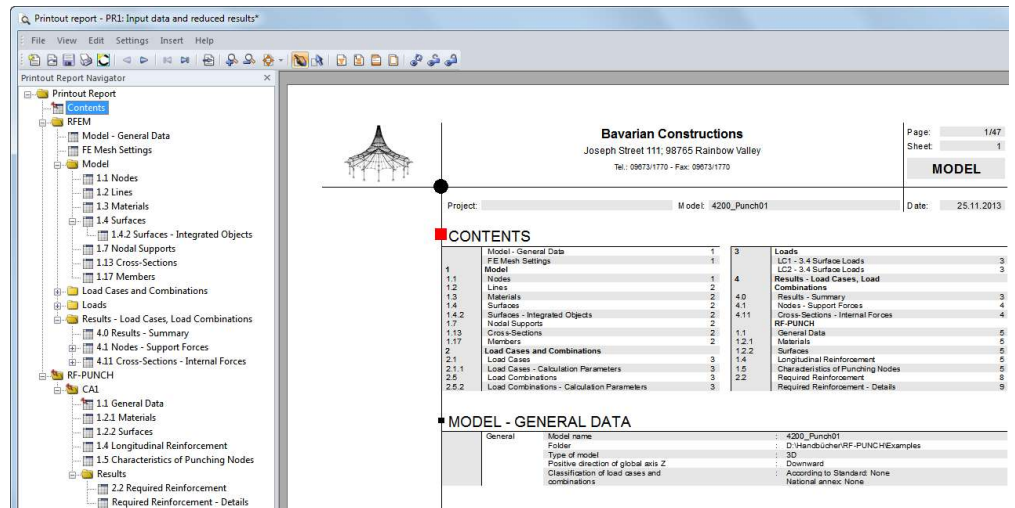 Printout report - PR1: Input data and reduced results*
File View Edit Settings Insert Help
Printout Report Navigator
Printout Report
Contents
RFEM
Model - General Data
FE Mesh Settings
Model
1.1 Nodes
1.2 Lines
1.3 Materials
1.4 Surfaces
1.4.2 Surfaces - Integrated Objects
1.7 Nodal Supports
1.13 Cross-Sections
1.17 Members
Load Cases and Combinations
Loads
Results - Load Cases, Load Combinations
4.0 Results - Summary
4.1 Nodes - Support Forces
4.11 Cross-Sections - Internal Forces
RF-PUNCH
CA1
1.1 General Data
1.2.1 Materials
1.2.2 Surfaces
1.4 Longitudinal Reinforcement
1.5 Characteristics of Punching Nodes
Results
2.2 Required Reinforcement
Required Reinforcement - Details
Bavarian Constructions
Joseph Street 111; 98765 Rainbow Valley
Tel.: 09673/1770 - Fax: 09673/1770
Page: 1/47
Sheet: 1
MODEL
Project: Model: 4200_Punch01 Date: 25.11.2013
CONTENTS
Model - General Data 1
FE Mesh Settings 1
1 Model
1.1 Nodes 1
1.2 Lines 2
1.3 Materials 2
1.4 Surfaces 2
1.4.2 Surfaces - Integrated Objects 2
1.7 Nodal Supports 2
1.13 Cross-Sections 2
1.17 Members 2
2 Load Cases and Combinations
2.1 Load Cases 3
2.1.1 Load Cases - Calculation Parameters 3
2.5 Load Combinations 3
2.5.2 Load Combinations - Calculation Parameters 3
3 Loads
LC1 - 3.4 Surface Loads 3
LC2 - 3.4 Surface Loads 3
4 Results - Load Cases, Load
Combinations
4.0 Results - Summary 3
4.1 Nodes - Support Forces 4
4.11 Cross-Sections - Internal Forces 4
RF-PUNCH
1.1 General Data 5
1.2.1 Materials 5
1.2.2 Surfaces 5
1.4 Longitudinal Reinforcement 5
1.5 Characteristics of Punching Nodes 5
2.2 Required Reinforcement 8
Required Reinforcement - Details 9
MODEL - GENERAL DATA
General Model name : 4200_Punch01
Folder : D:\Handbücher\RF-PUNCH\Examples
Type of model : 3D
Positive direction of global axis Z : Downward
Classification of load cases and : According to Standard: None
combinations National annex: None